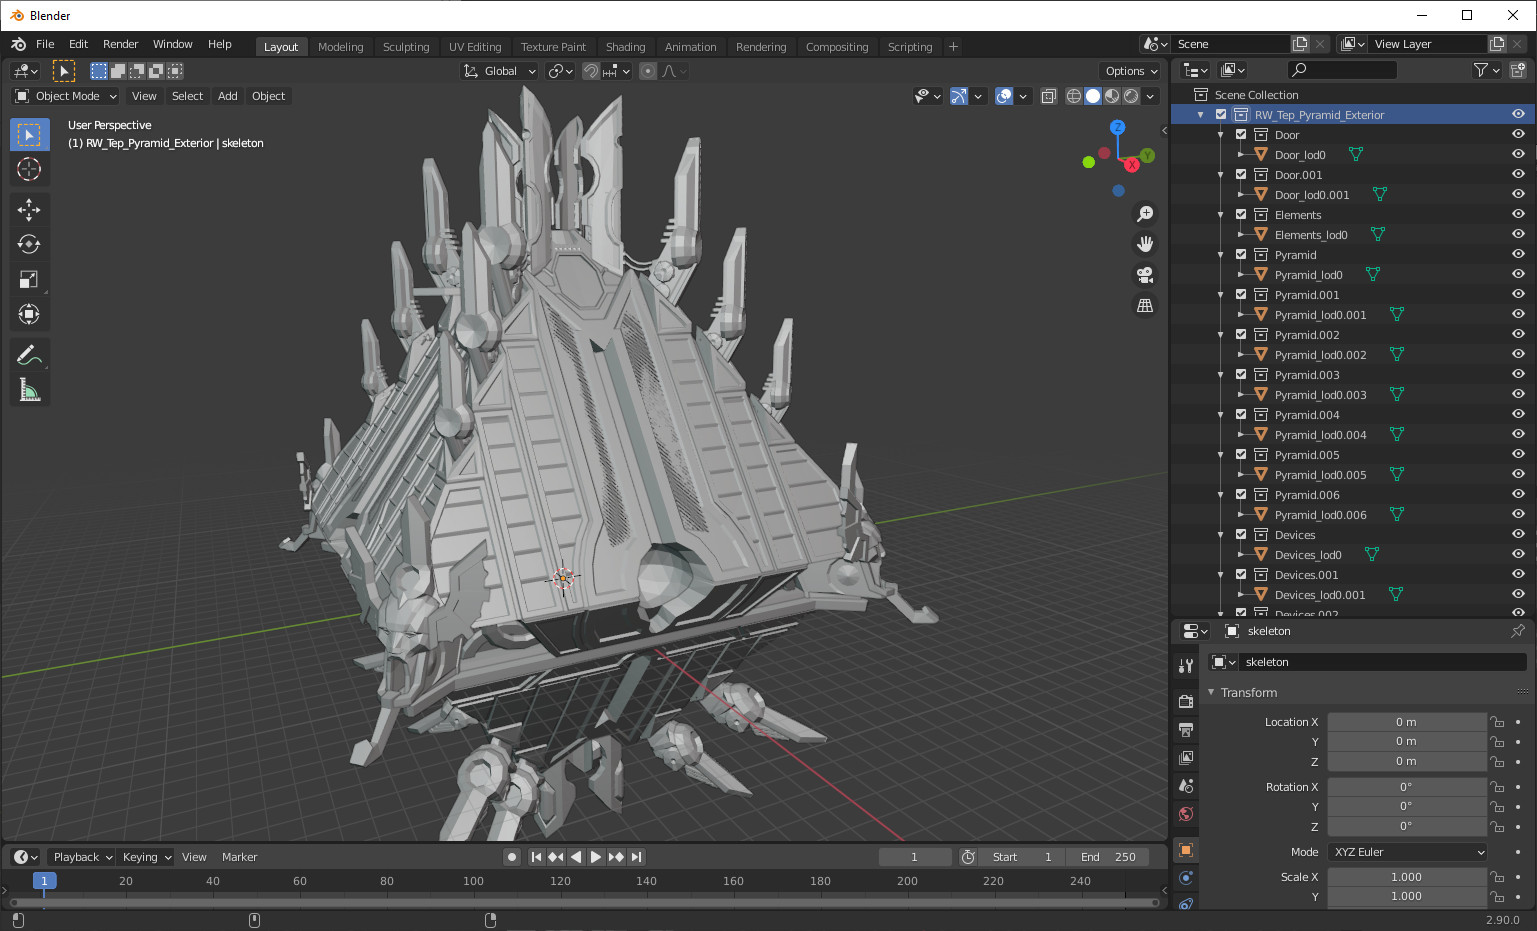 Blender
File Edit Render Window Help
Layout Modeling Sculpting UV Editing Texture Paint Shading Animation Rendering Compositing Scripting +
Scene
View Layer
Global
Options
Object Mode View Select Add Object
User Perspective
(1) RW_Tep_Pyramid_Exterior | skeleton
Z
Y
X
Scene Collection
RW_Tep_Pyramid_Exterior
Door
Door_lod0
Door.001
Door_lod0.001
Elements
Elements_lod0
Pyramid
Pyramid_lod0
Pyramid.001
Pyramid_lod0.001
Pyramid.002
Pyramid_lod0.002
Pyramid.003
Pyramid_lod0.003
Pyramid.004
Pyramid_lod0.004
Pyramid.005
Pyramid_lod0.005
Pyramid.006
Pyramid_lod0.006
Devices
Devices_lod0
Devices.001
Devices_lod0.001
Devices.002
skeleton
skeleton
Transform
Location X 0 m
Y 0 m
Z 0 m
Rotation X 0°
Y 0°
Z 0°
Mode XYZ Euler
Scale X 1.000
Y 1.000
Playback Keying View Marker
1
Start 1
End 250
1 20 40 60 80 100 120 140 160 180 200 220 240
2.90.0